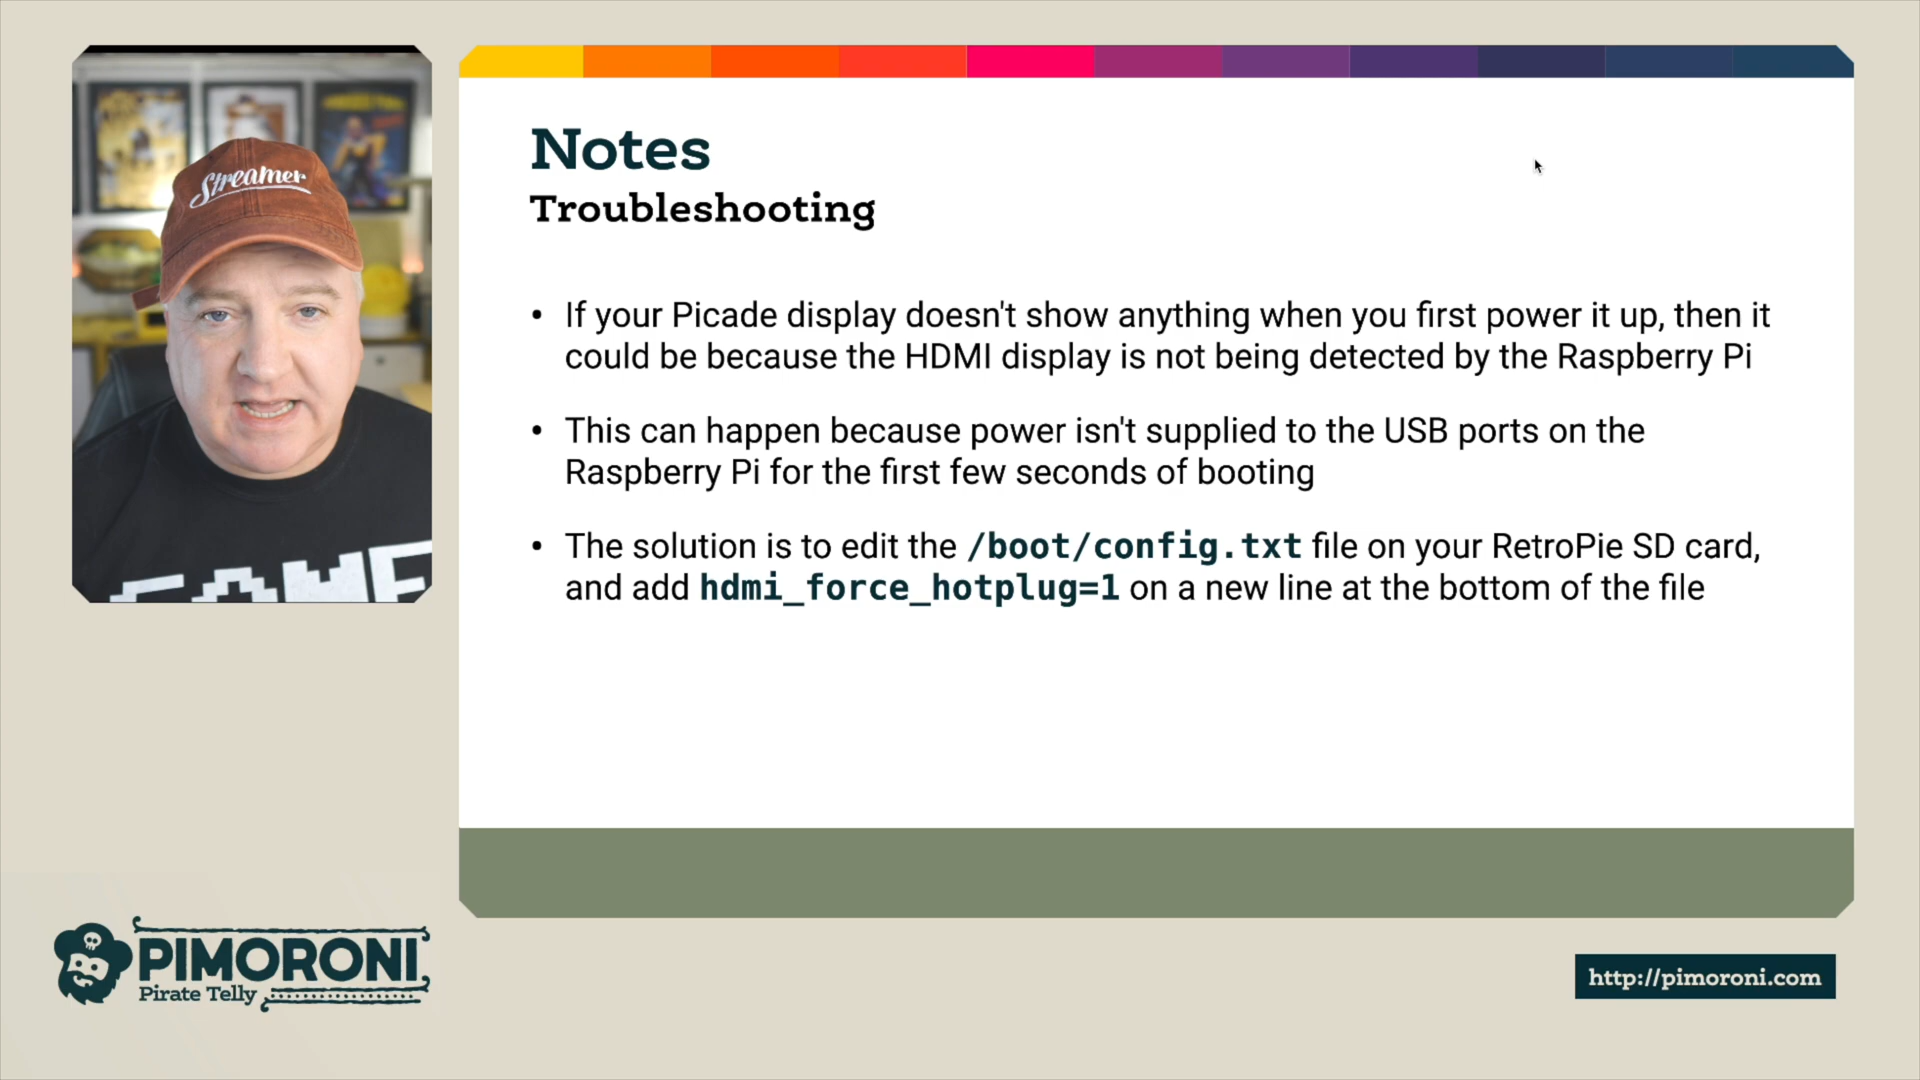 Streamer
GAME
Notes
Troubleshooting
• If your Picade display doesn't show anything when you first power it up, then it
could be because the HDMI display is not being detected by the Raspberry Pi
• This can happen because power isn't supplied to the USB ports on the
Raspberry Pi for the first few seconds of booting
• The solution is to edit the /boot/config.txt file on your RetroPie SD card,
and add hdmi_force_hotplug=1 on a new line at the bottom of the file
PIMORONI
Pirate Telly
http://pimoroni.com